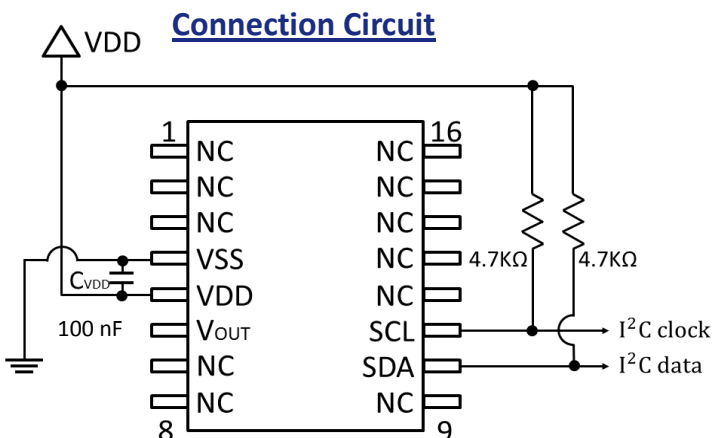 Connection Circuit
VDD
1 16
NC NC
NC NC
NC NC
VSS NC 4.7KΩ 4.7KΩ
CVDD VDD NC
100 nF VOUT SCL I²C clock
NC SDA I²C data
NC NC
8 9